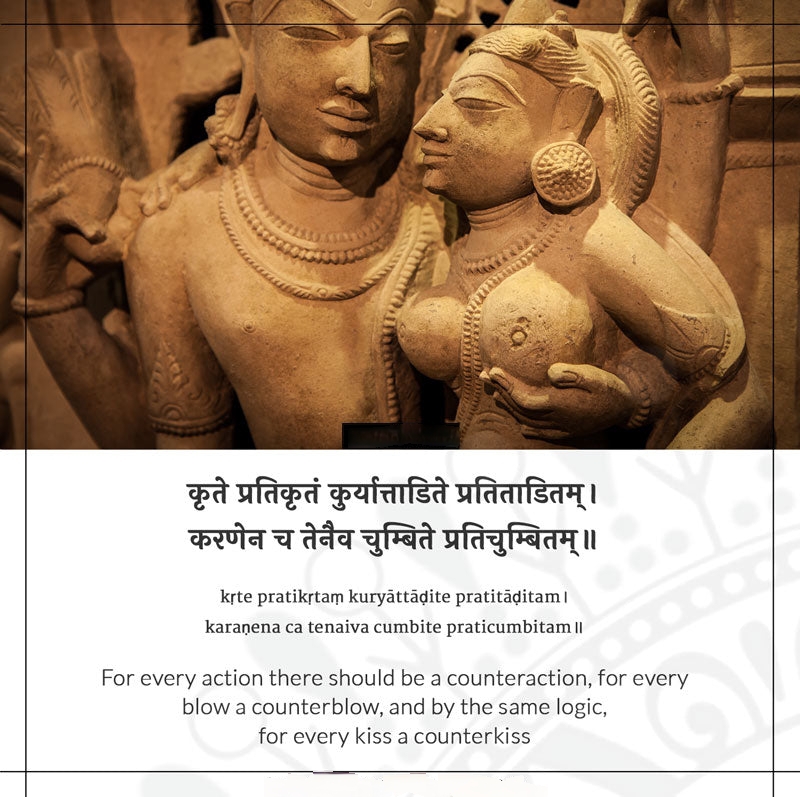 कृते प्रतिकृतं कुर्यात्ताडिते प्रतिताडितम्।
करणेन च तेनैव चुम्बिते प्रतिचुम्बितम्॥
kṛte pratikṛtaṃ kuryāttāḍite pratitāḍitam।
karaṇena ca tenaiva cumbite praticumbitam॥
For every action there should be a counteraction, for every
blow a counterblow, and by the same logic,
for every kiss a counterkiss